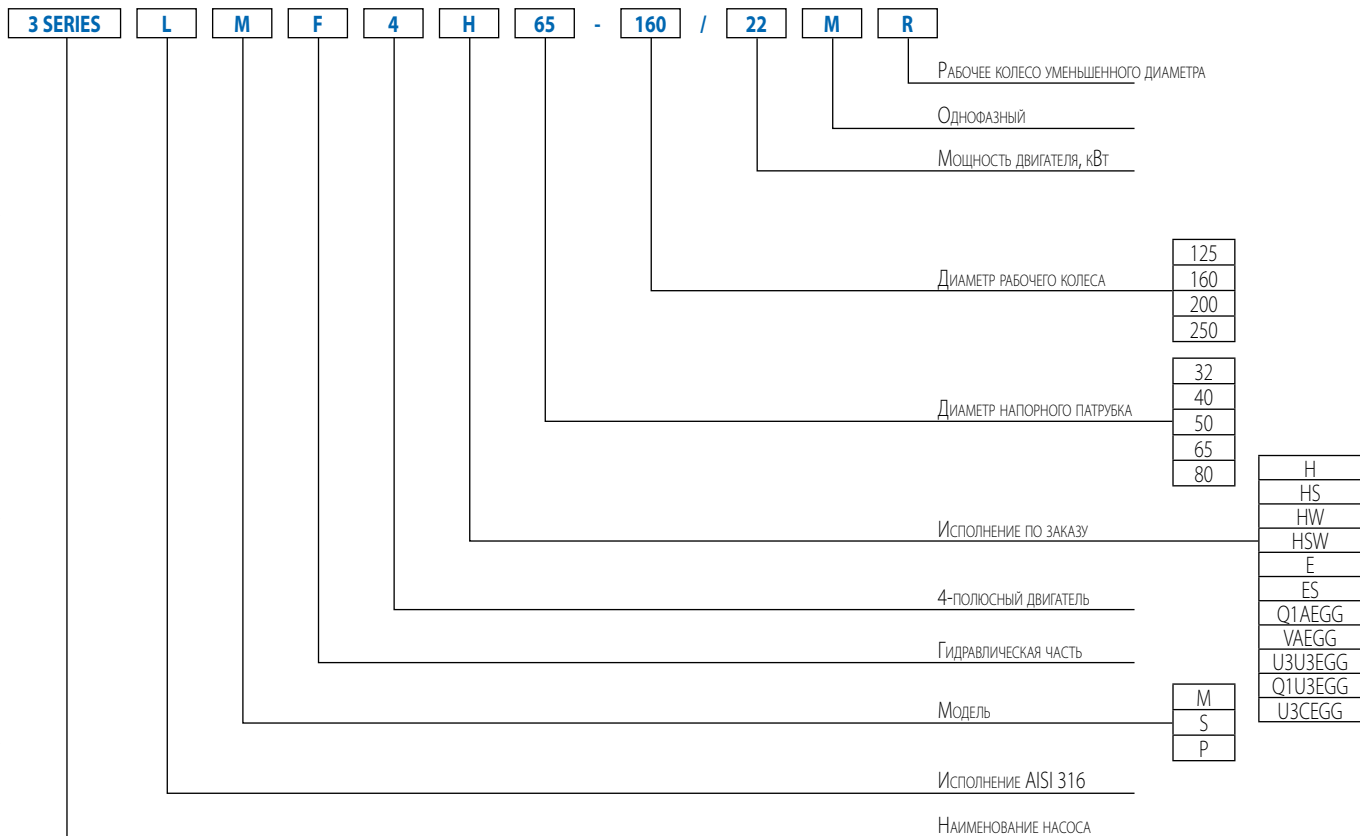 3 SERIES L M F 4 H 65 - 160 / 22 M R
Рабочее колесо уменьшенного диаметра
Однофазный
Мощность двигателя, кВт
Диаметр рабочего колеса
125
160
200
250
Диаметр напорного патрубка
32
40
50
65
80
Исполнение по заказу
H
HS
HW
HSW
E
ES
Q1AEGG
VAEGG
U3U3EGG
Q1U3EGG
U3CEGG
4-полюсный двигатель
Гидравлическая часть
Модель
M
S
P
Исполнение AISI 316
Наименование насоса